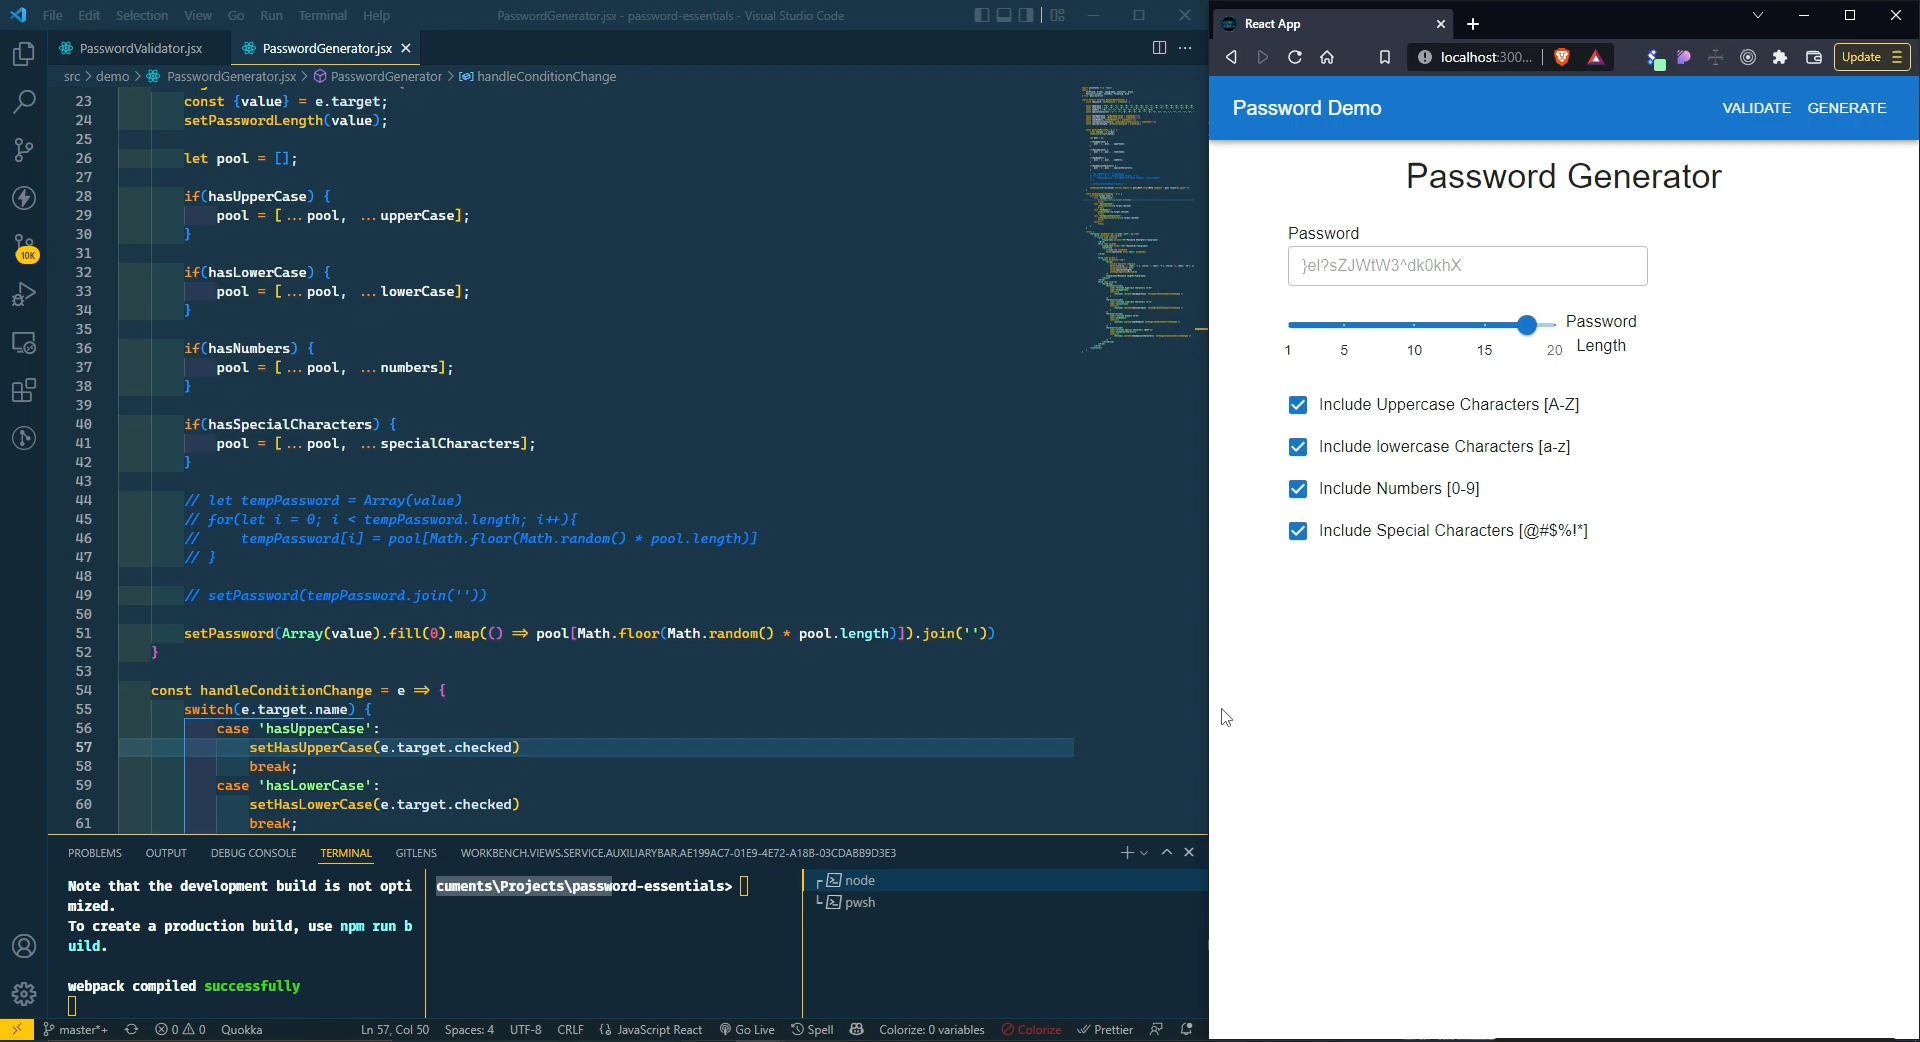 File Edit Selection View Go Run Terminal Help
PasswordGenerator.jsx - password-essentials - Visual Studio Code
PasswordValidator.jsx
PasswordGenerator.jsx
src > demo > PasswordGenerator.jsx > PasswordGenerator > handleConditionChange
23 const {value} = e.target;
24 setPasswordLength(value);
25
26 let pool = [];
27
28 if(hasUpperCase) {
29 pool = [...pool, ...upperCase];
30 }
31
32 if(hasLowerCase) {
33 pool = [...pool, ...lowerCase];
34 }
35
36 if(hasNumbers) {
37 pool = [...pool, ...numbers];
38 }
39
40 if(hasSpecialCharacters) {
41 pool = [...pool, ...specialCharacters];
42 }
43
44 // let tempPassword = Array(value)
45 // for(let i = 0; i < tempPassword.length; i++){
46 // tempPassword[i] = pool[Math.floor(Math.random() * pool.length)]
47 // }
48
49 // setPassword(tempPassword.join(''))
50
51 setPassword(Array(value).fill(0).map(() => pool[Math.floor(Math.random() * pool.length)]).join(''))
52 }
53
54 const handleConditionChange = e => {
55 switch(e.target.name) {
56 case 'hasUpperCase':
57 setHasUpperCase(e.target.checked)
58 break;
59 case 'hasLowerCase':
60 setHasLowerCase(e.target.checked)
61 break;
10K
PROBLEMS OUTPUT DEBUG CONSOLE TERMINAL GITLENS WORKBENCH.VIEWS.SERVICE.AUXILIARYBAR.AE199AC7-01E9-4E72-A18B-03CDABB9D3E3
Note that the development build is not opti
mized.
To create a production build, use npm run b
uild.
webpack compiled successfully
cuments\Projects\password-essentials>
node
pwsh
master*+ 0 0 Quokka Ln 57, Col 50 Spaces: 4 UTF-8 CRLF JavaScript React Go Live Spell Colorize: 0 variables Colorize Prettier
React App
localhost:300...
Update
Password Demo
VALIDATE GENERATE
Password Generator
Password
}el?sZJWtW3^dk0khX
Password
Length
1 5 10 15 20
Include Uppercase Characters [A-Z]
Include lowercase Characters [a-z]
Include Numbers [0-9]
Include Special Characters [@#$%!*]